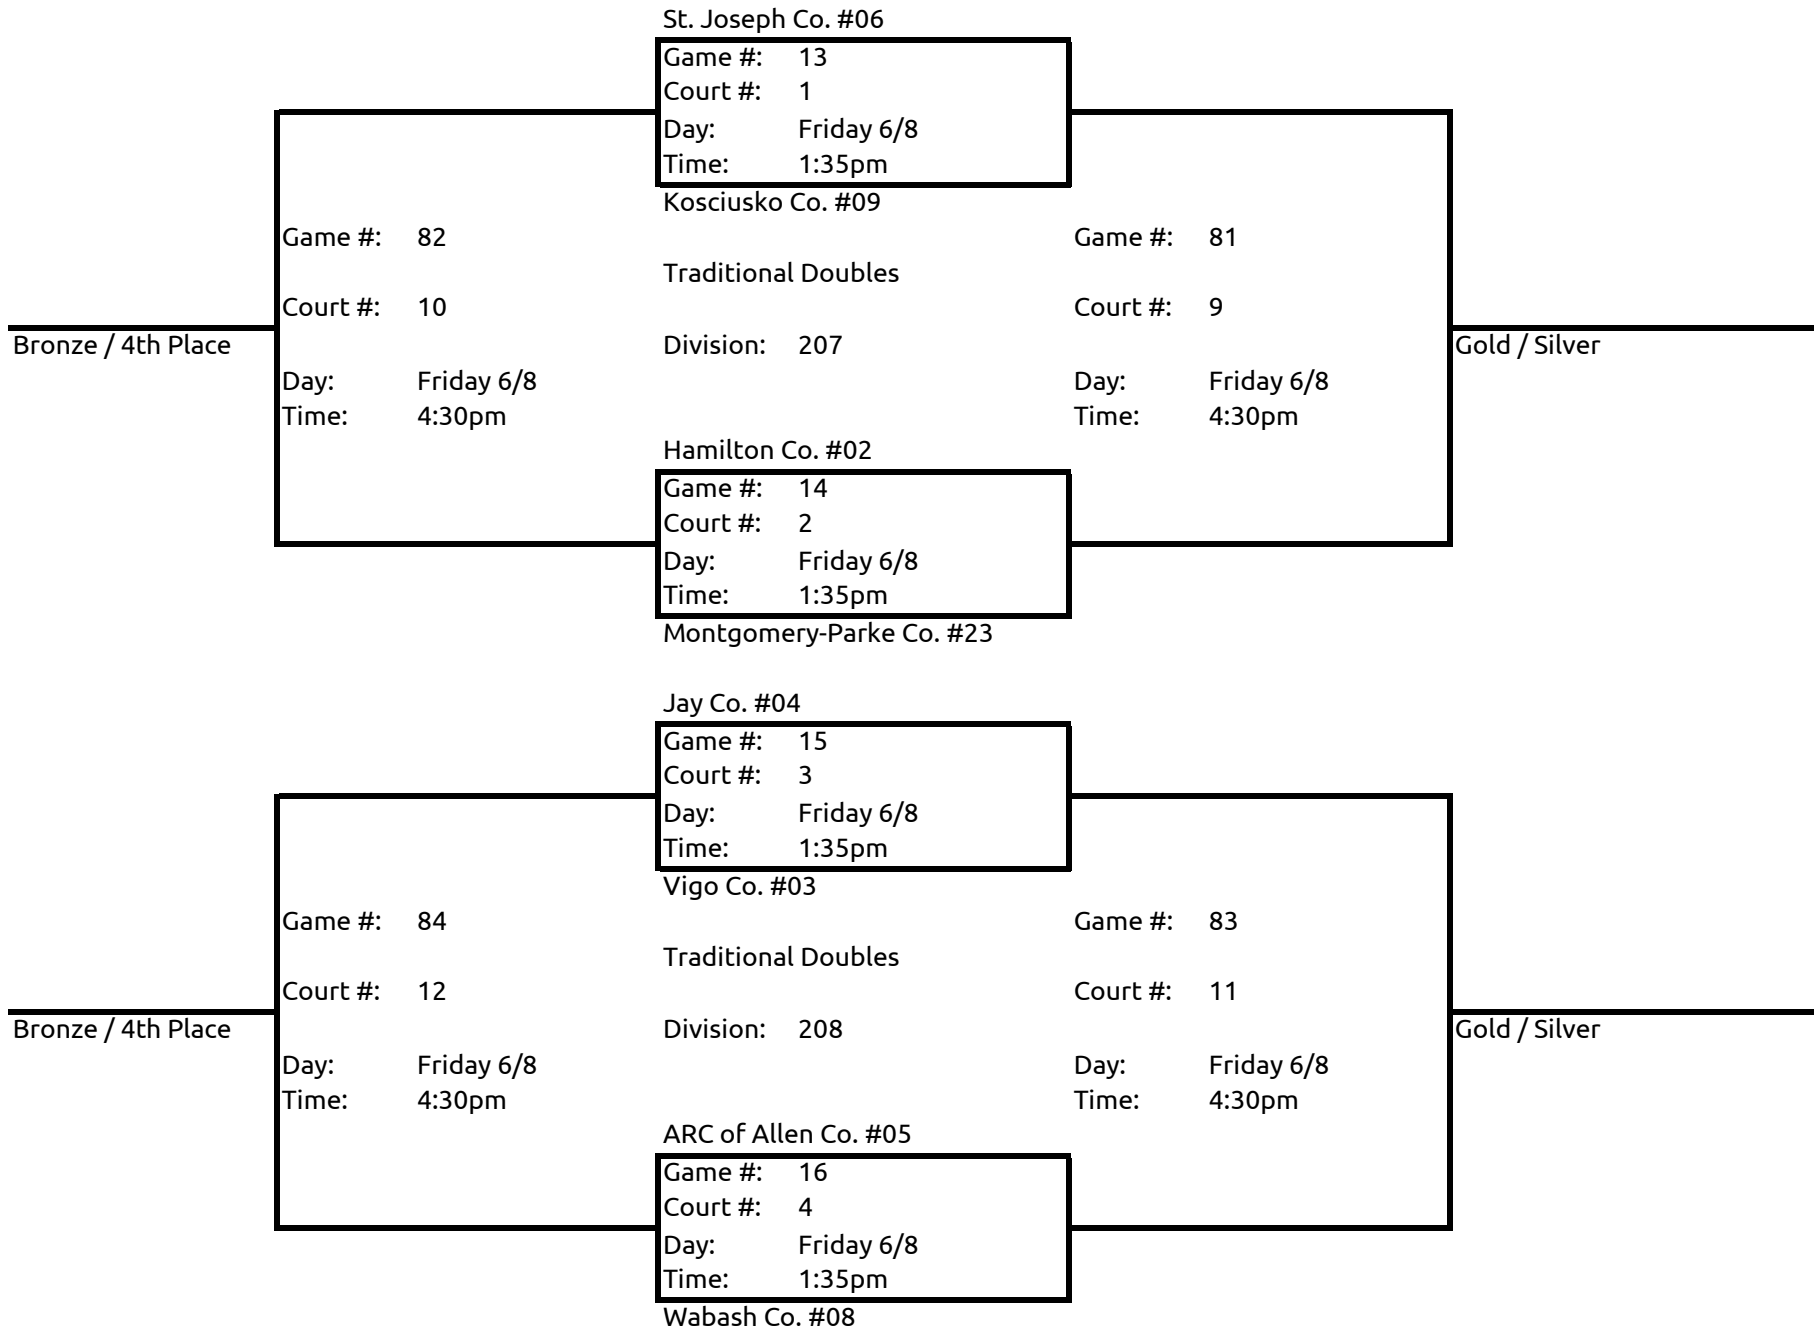 St. Joseph Co. #06
Game #: 13
Court #: 1
Day: Friday 6/8
Time: 1:35pm
Kosciusko Co. #09
Game #: 82
Game #: 81
Traditional Doubles
Court #: 10
Court #: 9
Bronze / 4th Place
Division: 207
Gold / Silver
Day: Friday 6/8
Day: Friday 6/8
Time: 4:30pm
Time: 4:30pm
Hamilton Co. #02
Game #: 14
Court #: 2
Day: Friday 6/8
Time: 1:35pm
Montgomery-Parke Co. #23
Jay Co. #04
Game #: 15
Court #: 3
Day: Friday 6/8
Time: 1:35pm
Vigo Co. #03
Game #: 84
Game #: 83
Traditional Doubles
Court #: 12
Court #: 11
Bronze / 4th Place
Division: 208
Gold / Silver
Day: Friday 6/8
Day: Friday 6/8
Time: 4:30pm
Time: 4:30pm
ARC of Allen Co. #05
Game #: 16
Court #: 4
Day: Friday 6/8
Time: 1:35pm
Wabash Co. #08